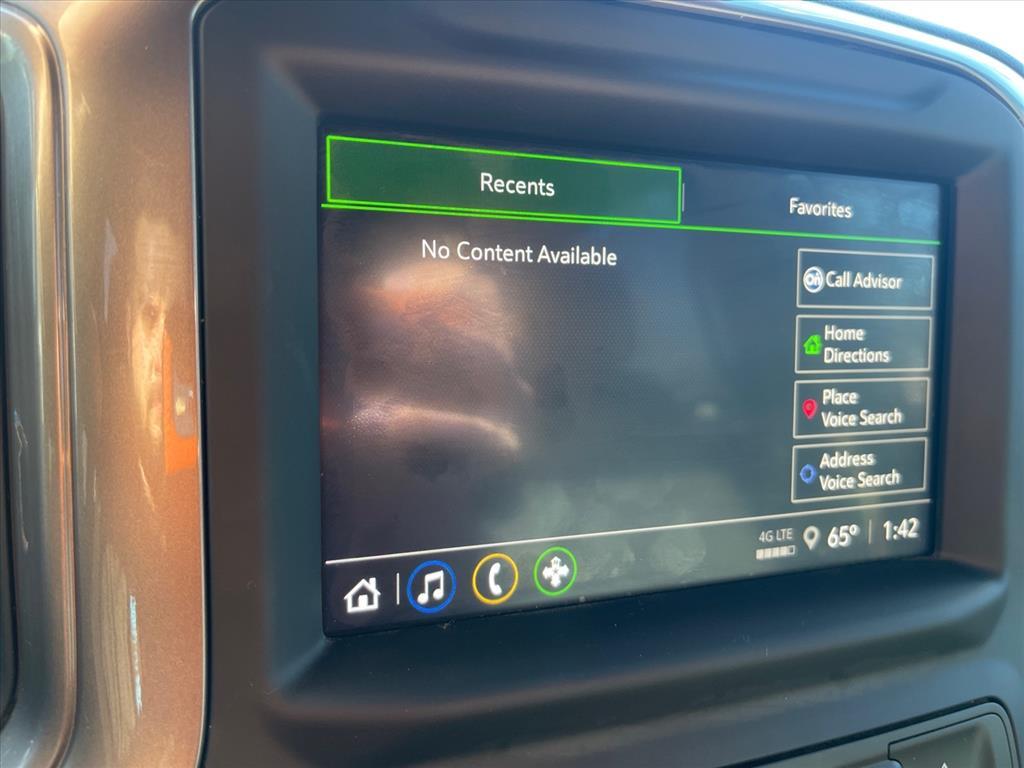 Recents
Favorites
No Content Available
On Call Advisor
Home
Directions
Place
Voice Search
Address
Voice Search
4G LTE
65°
1:42